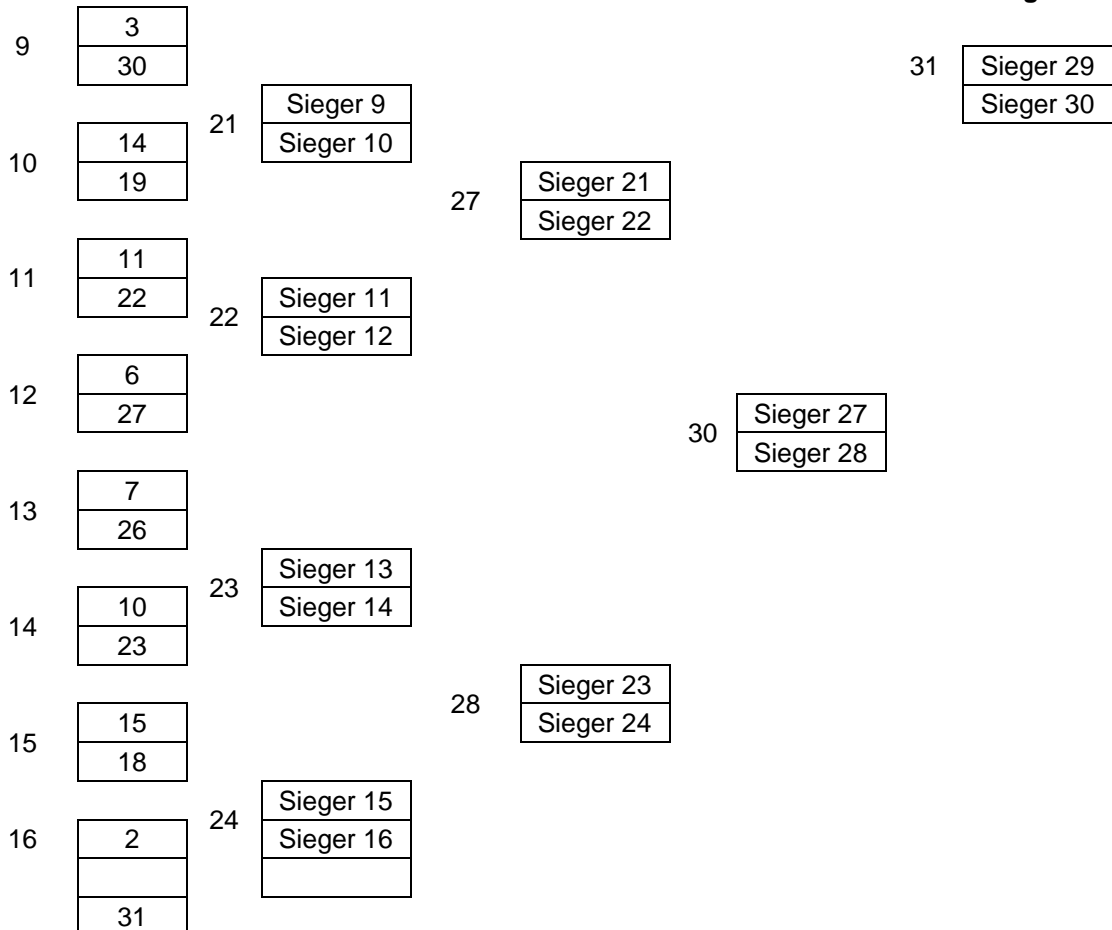 9
3
30
31
Sieger 29
Sieger 30
21
Sieger 9
Sieger 10
10
14
19
27
Sieger 21
Sieger 22
11
11
22
22
Sieger 11
Sieger 12
12
6
27
30
Sieger 27
Sieger 28
13
7
26
23
Sieger 13
Sieger 14
14
10
23
28
Sieger 23
Sieger 24
15
15
18
24
Sieger 15
Sieger 16
16
2
31